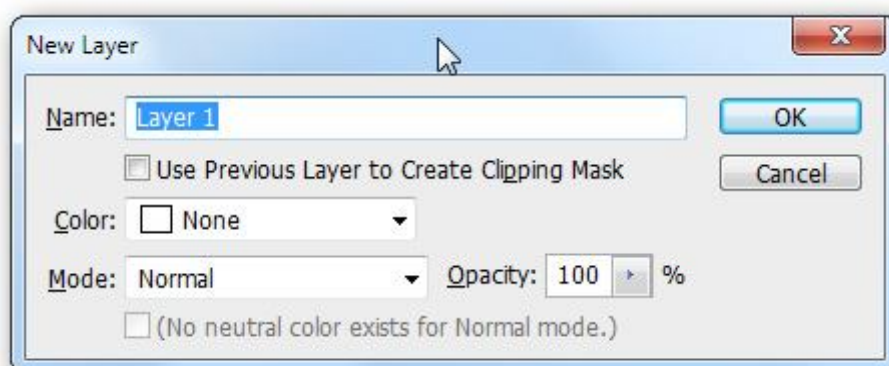 New Layer
Name: Layer 1 OK
Use Previous Layer to Create Clipping Mask Cancel
Color: None
Mode: Normal Opacity: 100 %
(No neutral color exists for Normal mode.)